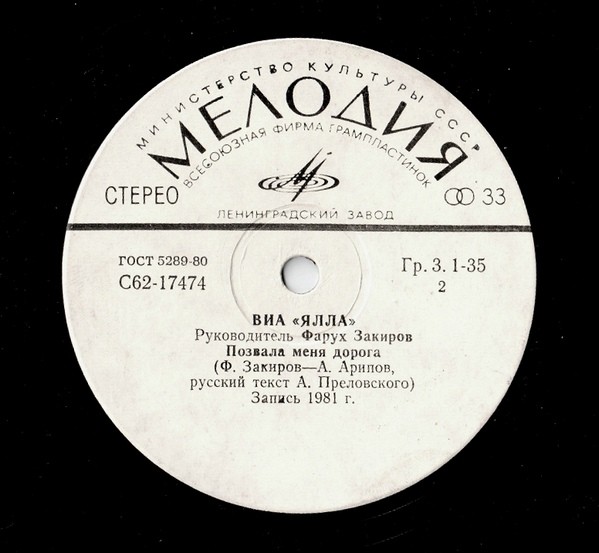 МИНИСТЕРСТВО КУЛЬТУРЫ СССР
МЕЛОДИЯ
ВСЕСОЮЗНАЯ ФИРМА ГРАМПЛАСТИНОК
СТЕРЕО
33
ЛЕНИНГРАДСКИЙ ЗАВОД
ГОСТ 5289-80
С62-17474
Гр. 3. 1-35
2
ВИА «ЯЛЛА»
Руководитель Фарух Закиров
Позвала меня дорога
(Ф. Закиров—А. Арипов,
русский текст А. Преловского)
Запись 1981 г.